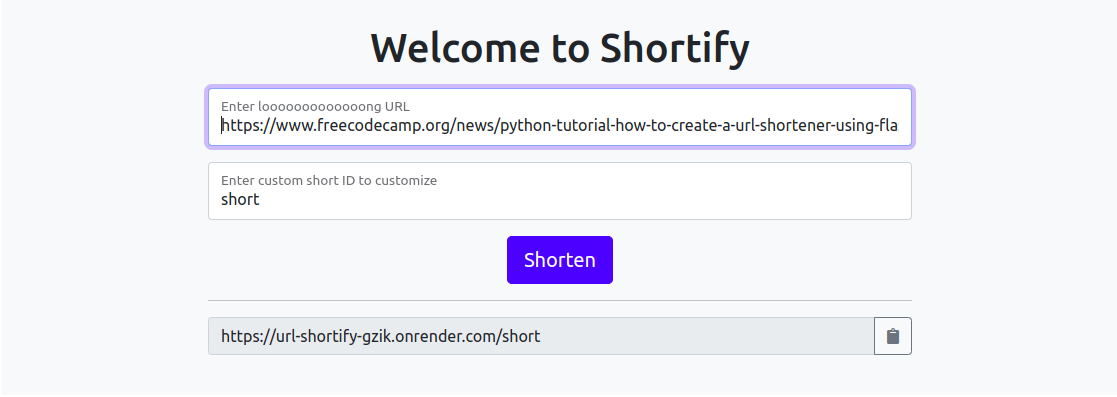 Welcome to Shortify
Enter looooooooooooong URL
https://www.freecodecamp.org/news/python-tutorial-how-to-create-a-url-shortener-using-fla
Enter custom short ID to customize
short
Shorten
https://url-shortify-gzik.onrender.com/short